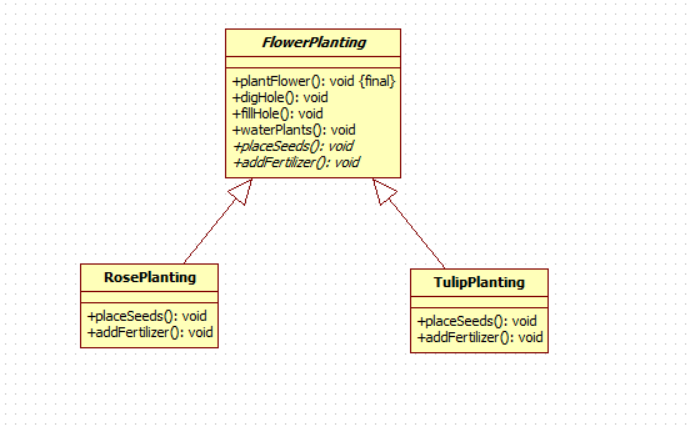 FlowerPlanting
+plantFlower(): void {final}
+digHole(): void
+fillHole(): void
+waterPlants(): void
+placeSeeds(): void
+addFertilizer(): void
RosePlanting
+placeSeeds(): void
+addFertilizer(): void
TulipPlanting
+placeSeeds(): void
+addFertilizer(): void